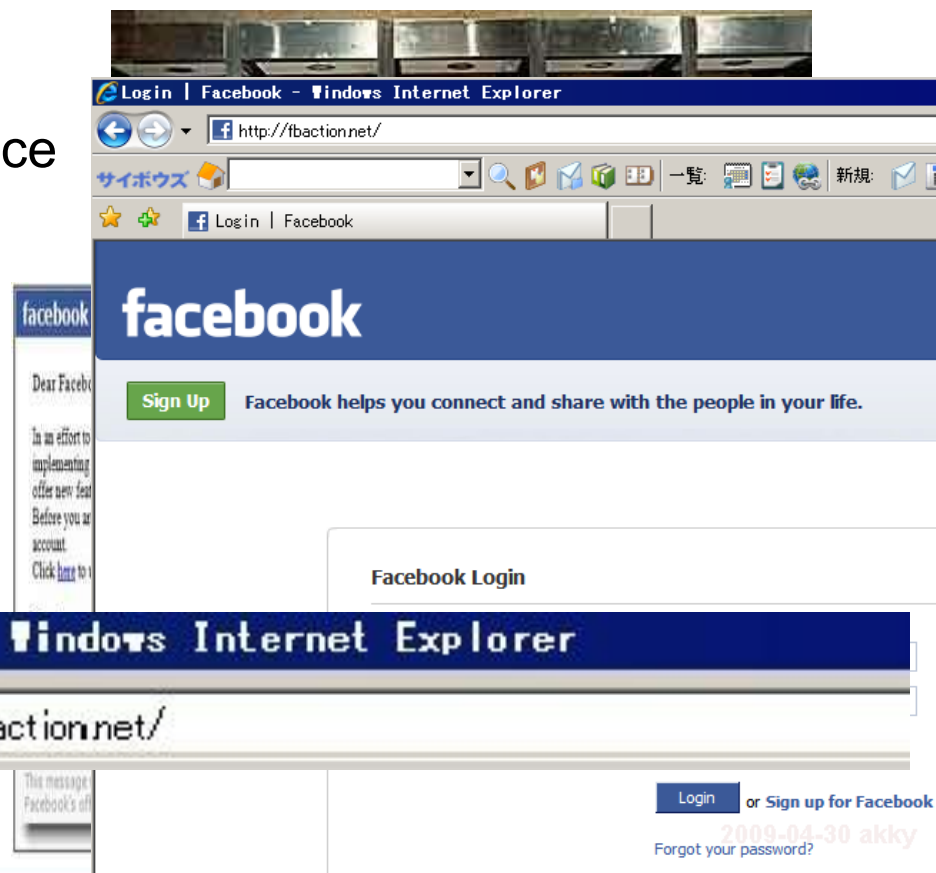 ce
Login | Facebook - Windows Internet Explorer
http://fbaction.net/
サイボウズ
一覧:
新規:
Login | Facebook
facebook
Sign Up
Facebook helps you connect and share with the people in your life.
facebook
Dear Facebo
In an effort to
implementing
offer new feat
Before you ar
account.
Click here to u
Facebook Login
Windows Internet Explorer
action.net/
This message
Facebook's off
Login or Sign up for Facebook
2009-04-30 akky
Forgot your password?